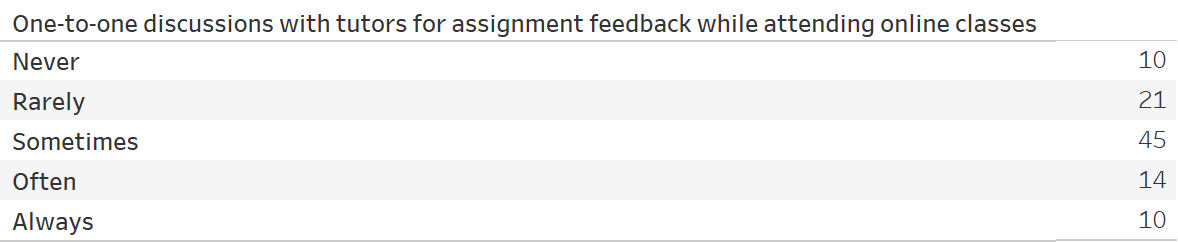 One-to-one discussions with tutors for assignment feedback while attending online classes
Never 10
Rarely 21
Sometimes 45
Often 14
Always 10